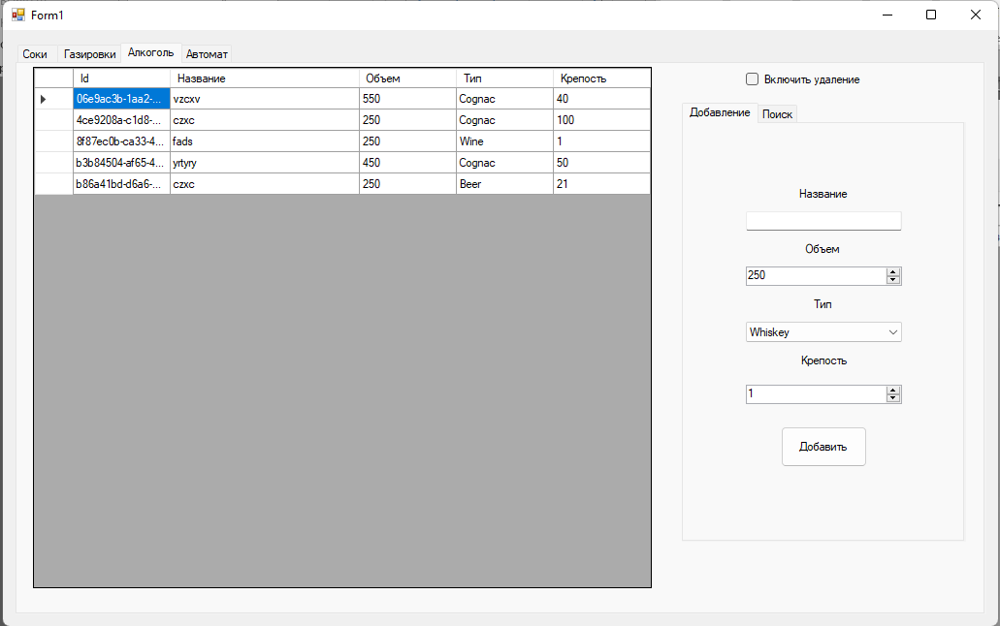 Form1
Соки Газировки Алкоголь Автомат
Id Название Объем Тип Крепость
06e9ac3b-1aa2-... vzcxv 550 Cognac 40
4ce9208a-c1d8-... czxc 250 Cognac 100
8f87ec0b-ca33-4... fads 250 Wine 1
b3b84504-af65-4... yrtyry 450 Cognac 50
b86a41bd-d6a6-... czxc 250 Beer 21
Включить удаление
Добавление Поиск
Название
Объем
250
Тип
Whiskey
Крепость
1
Добавить